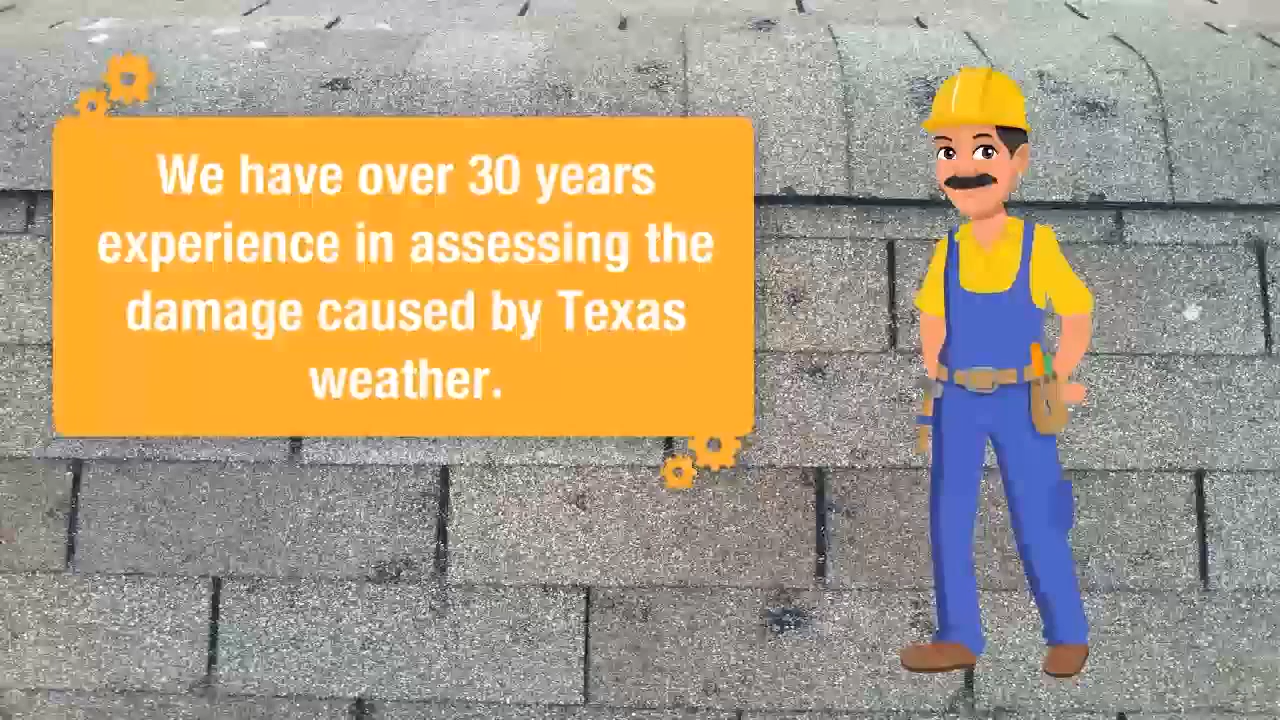 We have over 30 years
experience in assessing the
damage caused by Texas
weather.